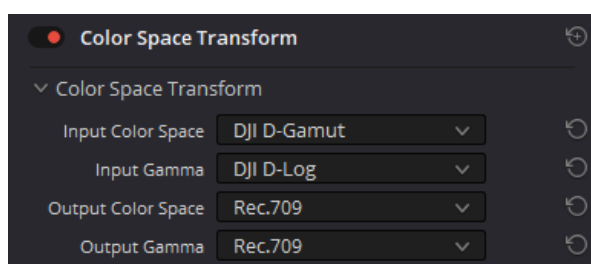 Color Space Transform
Color Space Transform
Input Color Space DJI D-Gamut
Input Gamma DJI D-Log
Output Color Space Rec.709
Output Gamma Rec.709